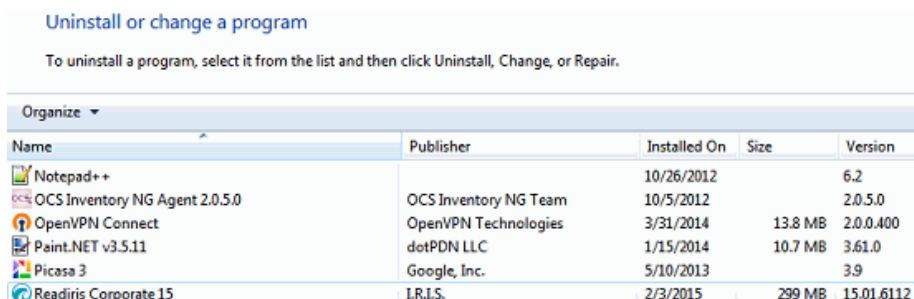 Uninstall or change a program
To uninstall a program, select it from the list and then click Uninstall, Change, or Repair.
Organize
Name Publisher Installed On Size Version
Notepad++ 10/26/2012 6.2
OCS Inventory NG Agent 2.0.5.0 OCS Inventory NG Team 10/5/2012 2.0.5.0
OpenVPN Connect OpenVPN Technologies 3/31/2014 13.8 MB 2.0.0.400
Paint.NET v3.5.11 dotPDN LLC 1/15/2014 10.7 MB 3.61.0
Picasa 3 Google, Inc. 5/10/2013 3.9
Readiris Corporate 15 I.R.I.S. 2/3/2015 299 MB 15.01.6112